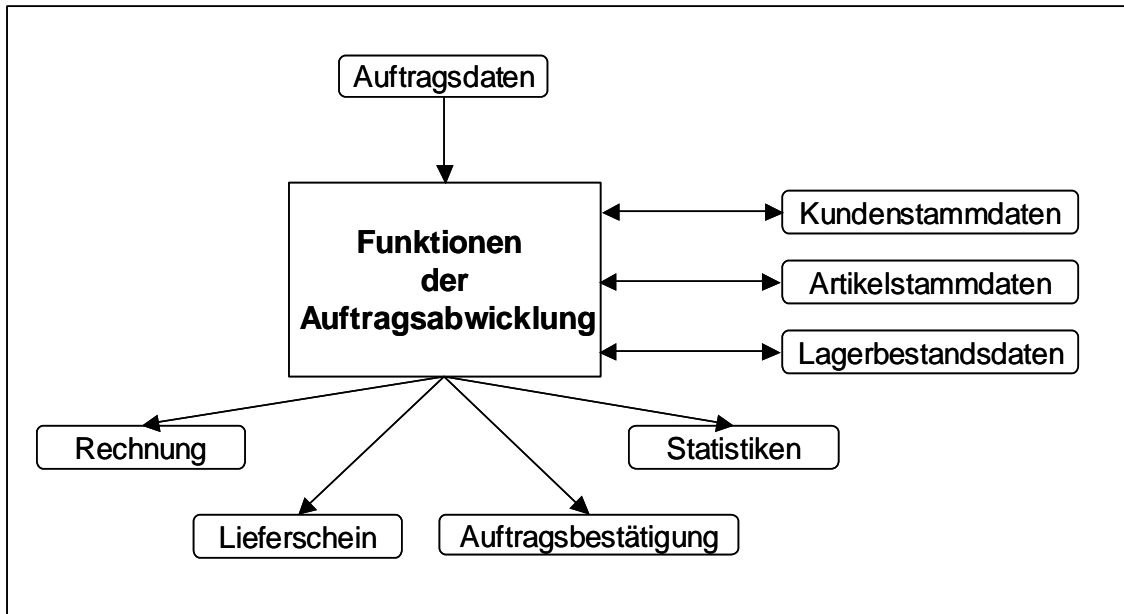 Auftragsdaten
Funktionen
der
Auftragsabwicklung
Kundenstammdaten
Artikelstammdaten
Lagerbestandsdaten
Rechnung
Statistiken
Lieferschein
Auftragsbestätigung